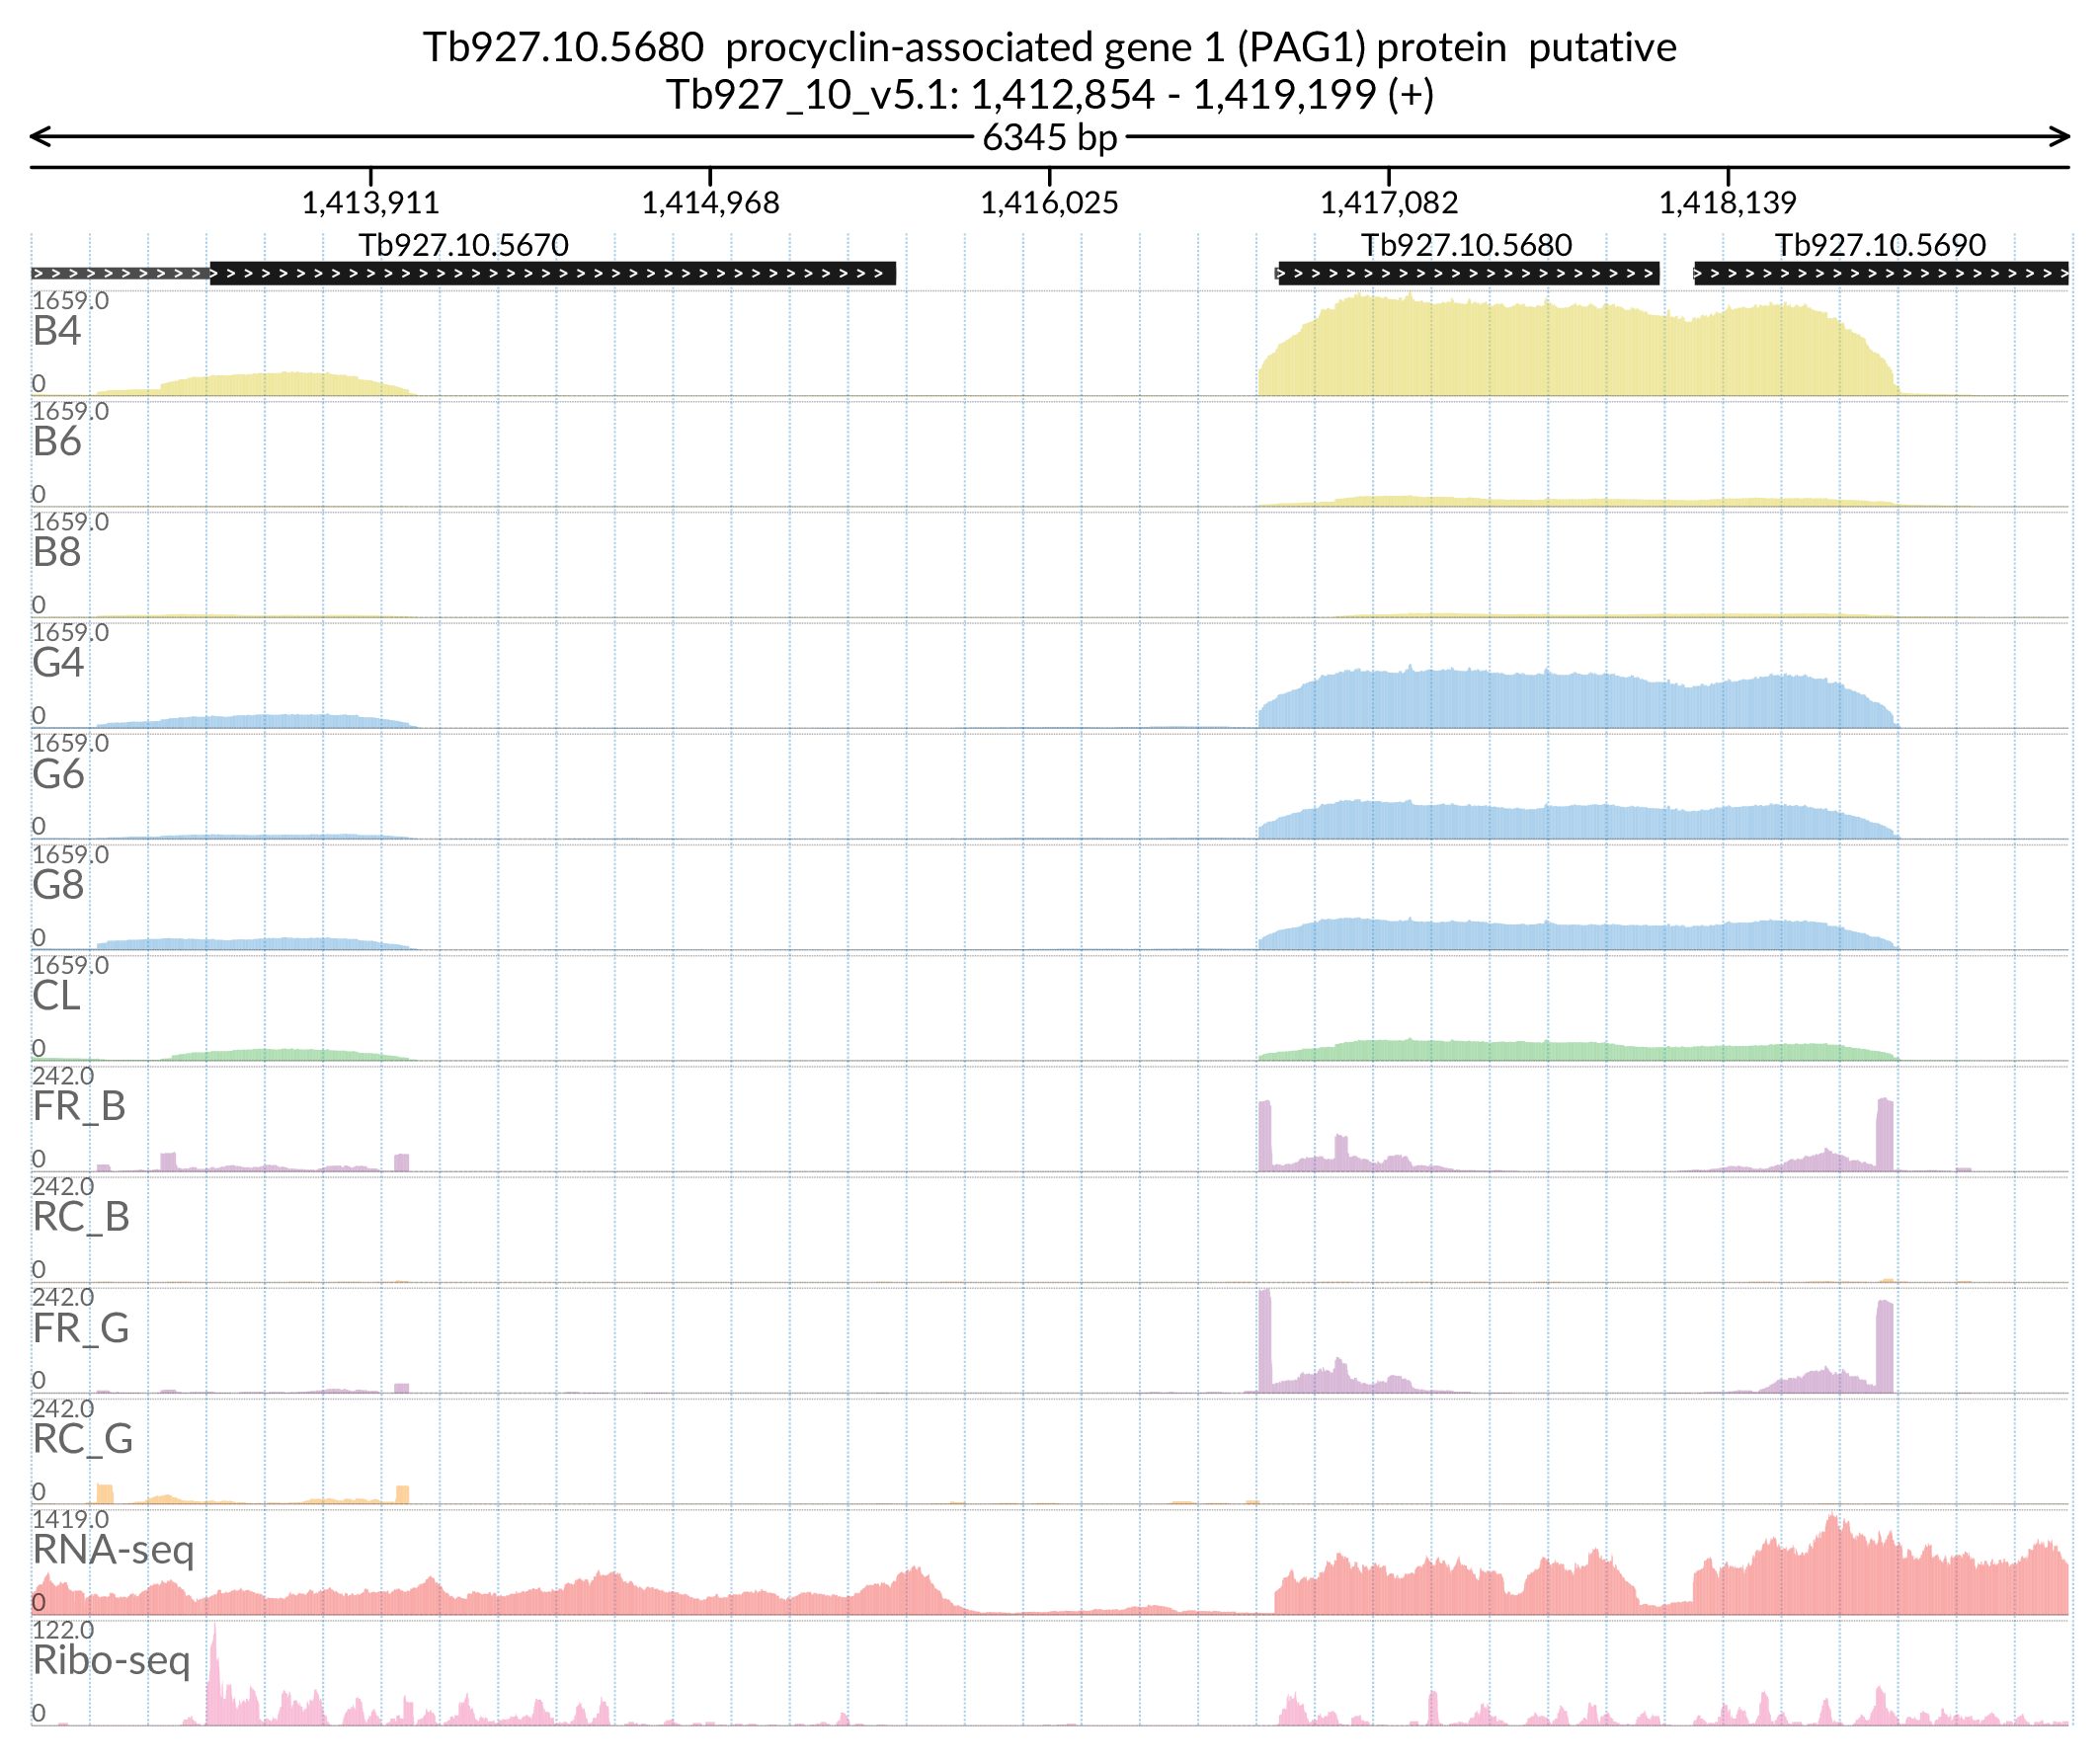 Tb927.10.5680  procyclin-associated gene 1 (PAG1) protein  putative
Tb927_10_v5.1: 1,412,854 - 1,419,199 (+)
6345 bp
1,413,911 1,414,968 1,416,025 1,417,082 1,418,139
Tb927.10.5670 Tb927.10.5680 Tb927.10.5690
1659.0
B4
0
1659.0
B6
0
1659.0
B8
0
1659.0
G4
0
1659.0
G6
0
1659.0
G8
0
1659.0
CL
0
242.0
FR_B
0
242.0
RC_B
0
242.0
FR_G
0
242.0
RC_G
0
1419.0
RNA-seq
0
122.0
Ribo-seq
0